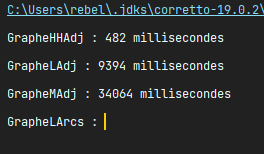 C:\Users\rebel\.jdks\corretto-19.0.2\
GrapheHHAdj : 482 millisecondes
GrapheLAdj : 9394 millisecondes
GrapheMAdj : 34064 millisecondes
GrapheLArcs :